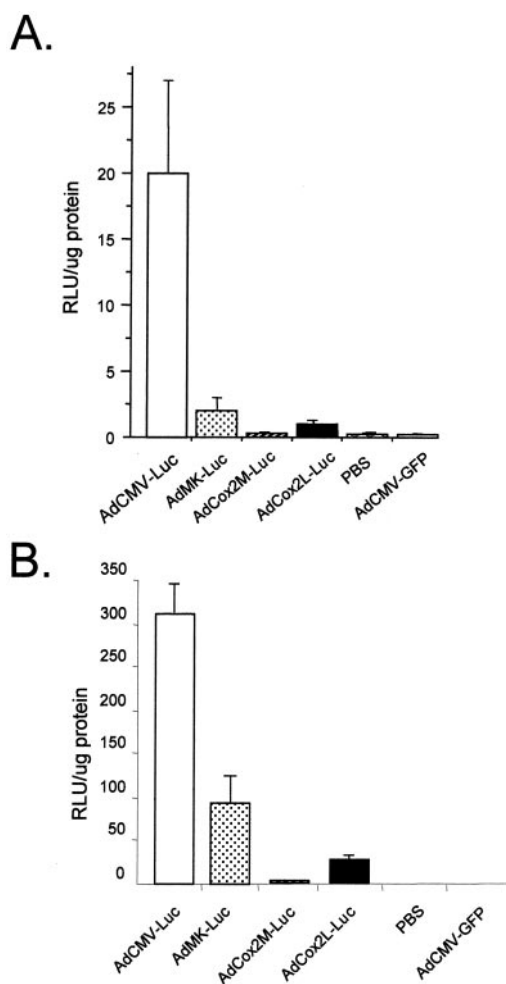 A.
25
20
15
10
5
0
RLU/ug protein
AdCMV-Luc
AdMK-Luc
AdCox2M-Luc
AdCox2L-Luc
PBS
AdCMV-GFP
B.
350
300
250
200
150
100
50
0
RLU/ug protein
AdCMV-Luc
AdMK-Luc
AdCox2M-Luc
AdCox2L-Luc
PBS
AdCMV-GFP